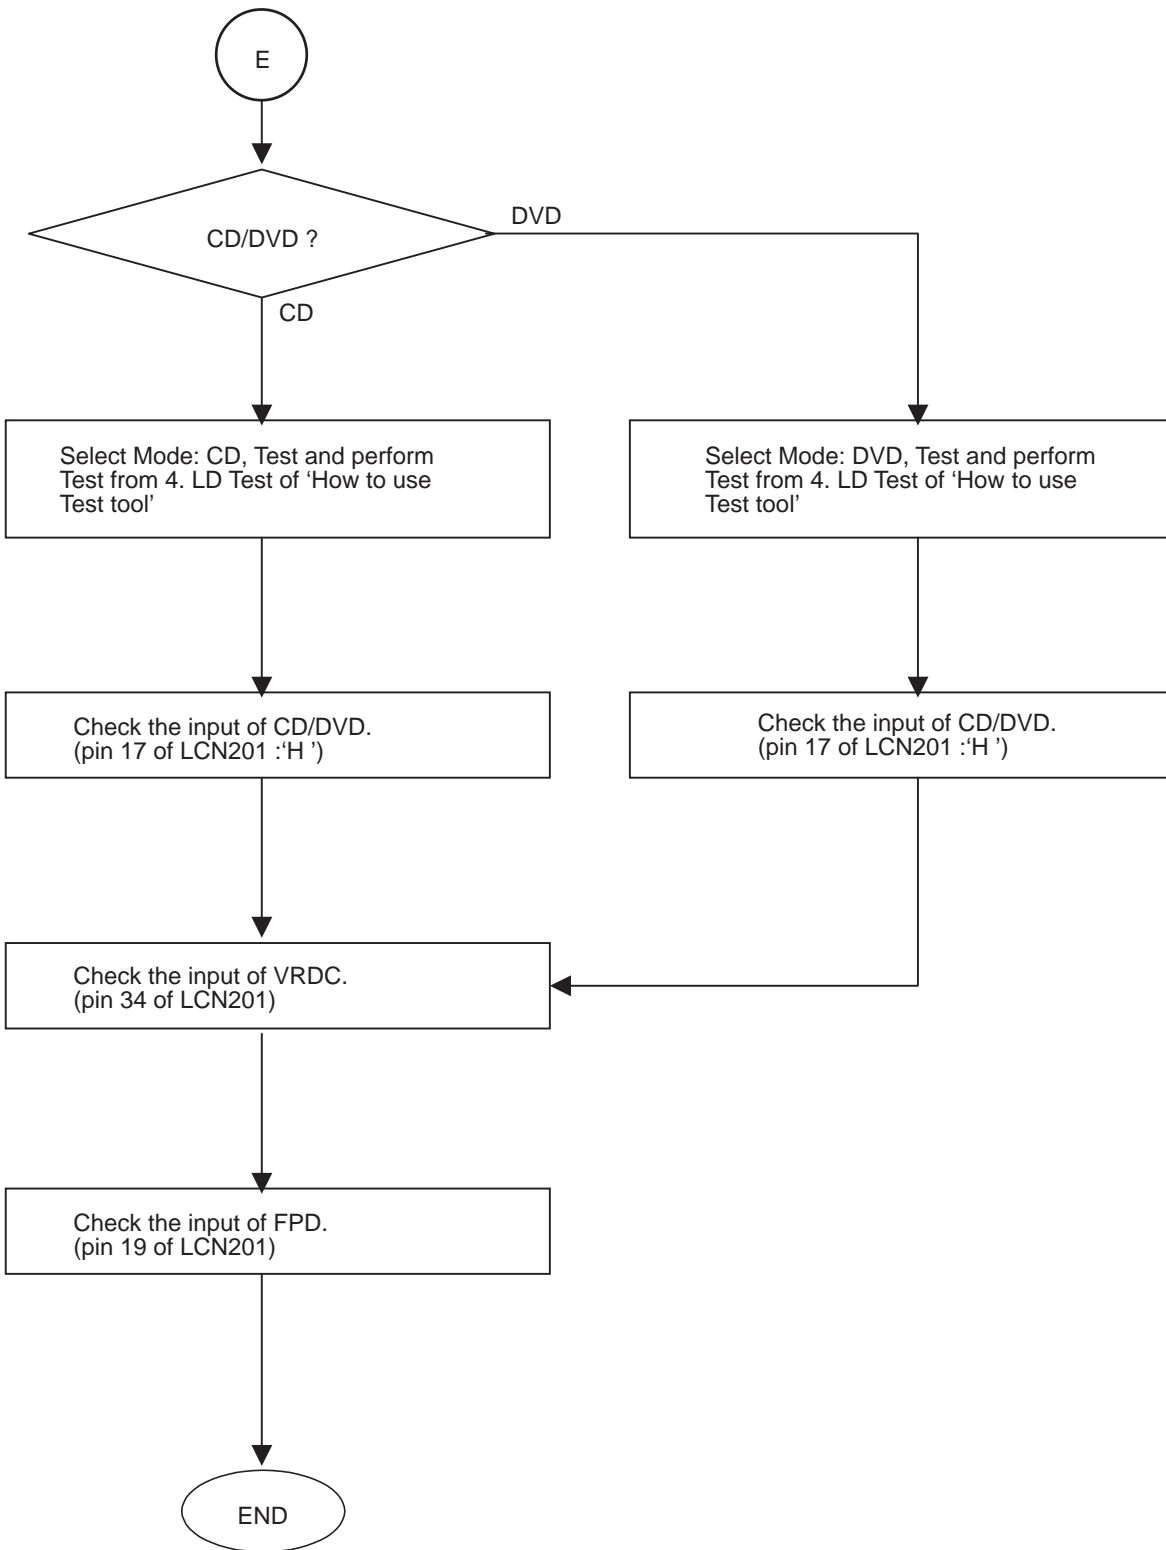 E
CD/DVD ?
DVD
CD
Select Mode: CD, Test and perform
Test from 4. LD Test of ‘How to use
Test tool’
Select Mode: DVD, Test and perform
Test from 4. LD Test of ‘How to use
Test tool’
Check the input of CD/DVD.
(pin 17 of LCN201 :‘H ’)
Check the input of CD/DVD.
(pin 17 of LCN201 :‘H ’)
Check the input of VRDC.
(pin 34 of LCN201)
Check the input of FPD.
(pin 19 of LCN201)
END